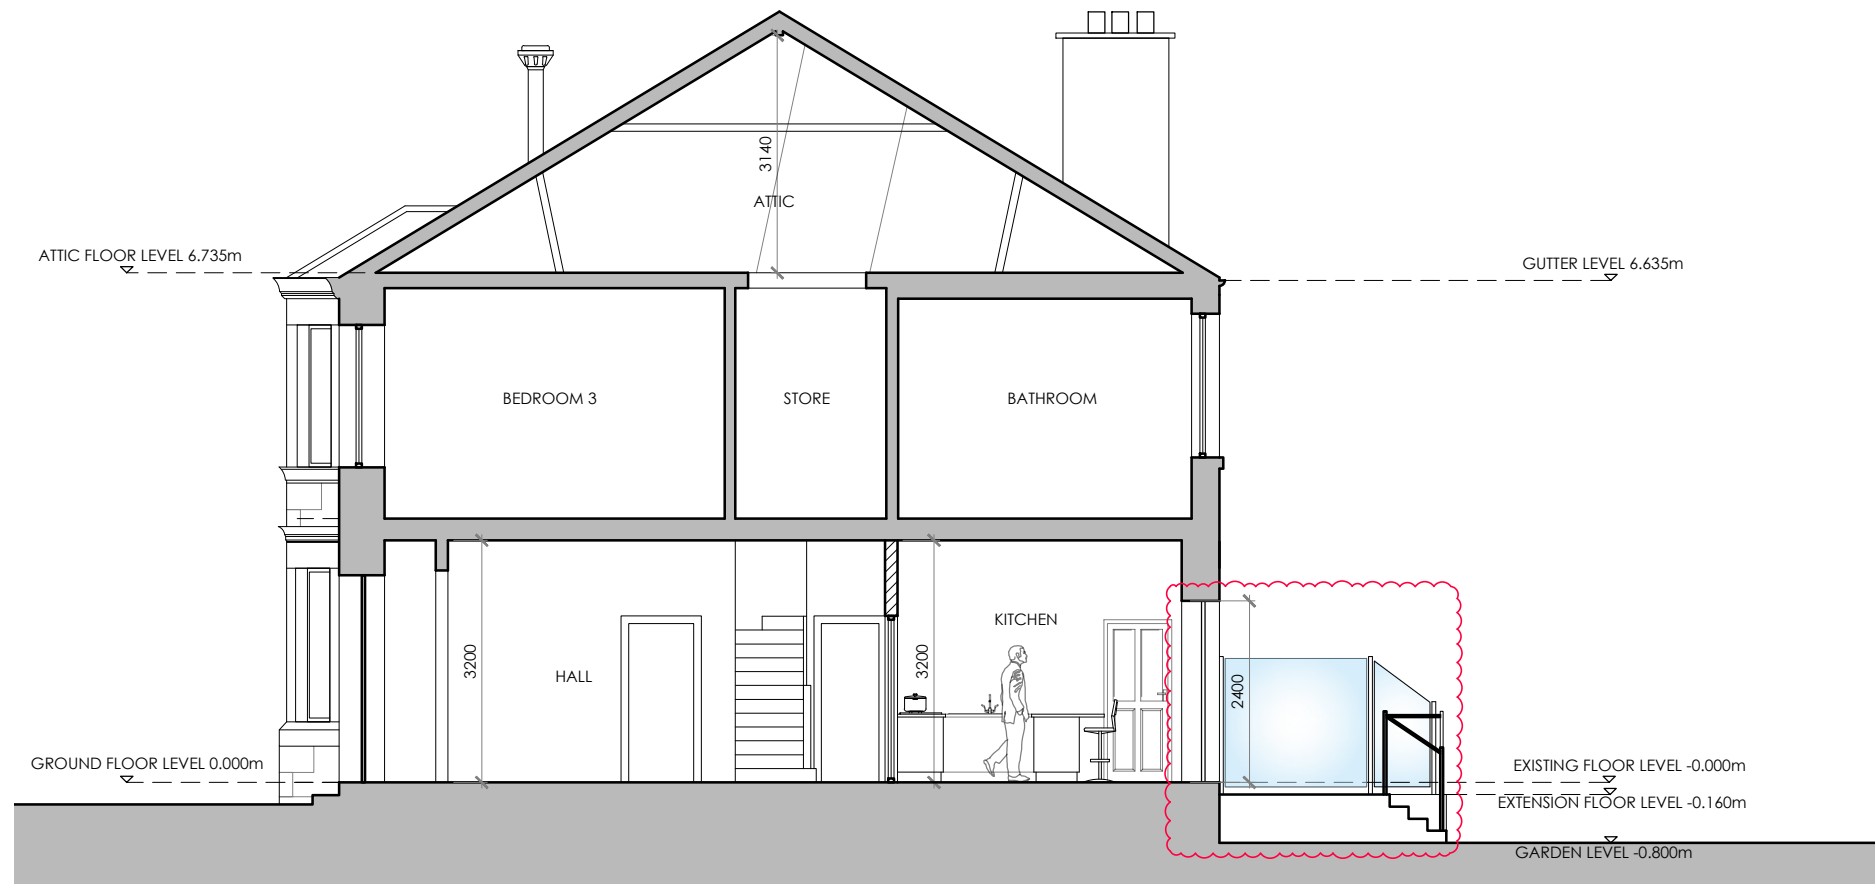 3140
ATTIC
ATTIC FLOOR LEVEL 6.735m
GUTTER LEVEL 6.635m
BEDROOM 3
STORE
BATHROOM
KITCHEN
3200
HALL
3200
2400
GROUND FLOOR LEVEL 0.000m
EXISTING FLOOR LEVEL -0.000m
EXTENSION FLOOR LEVEL -0.160m
GARDEN LEVEL -0.800m